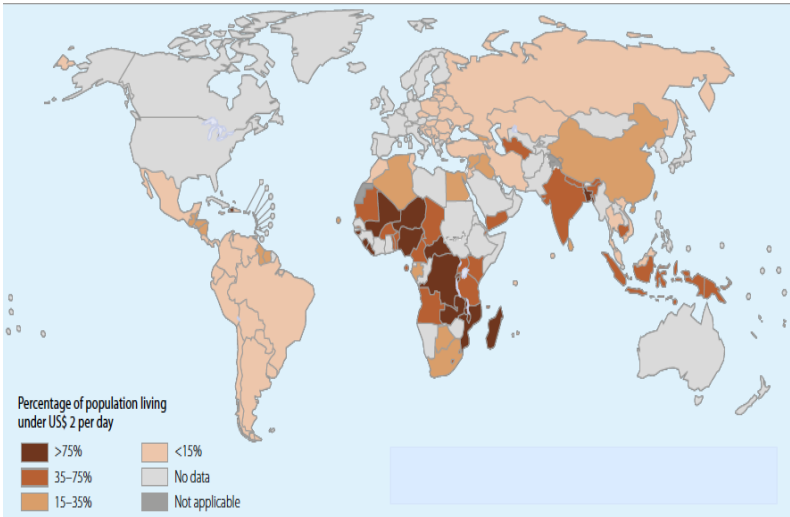 Percentage of population living
under US$ 2 per day
>75%
35–75%
15–35%
<15%
No data
Not applicable